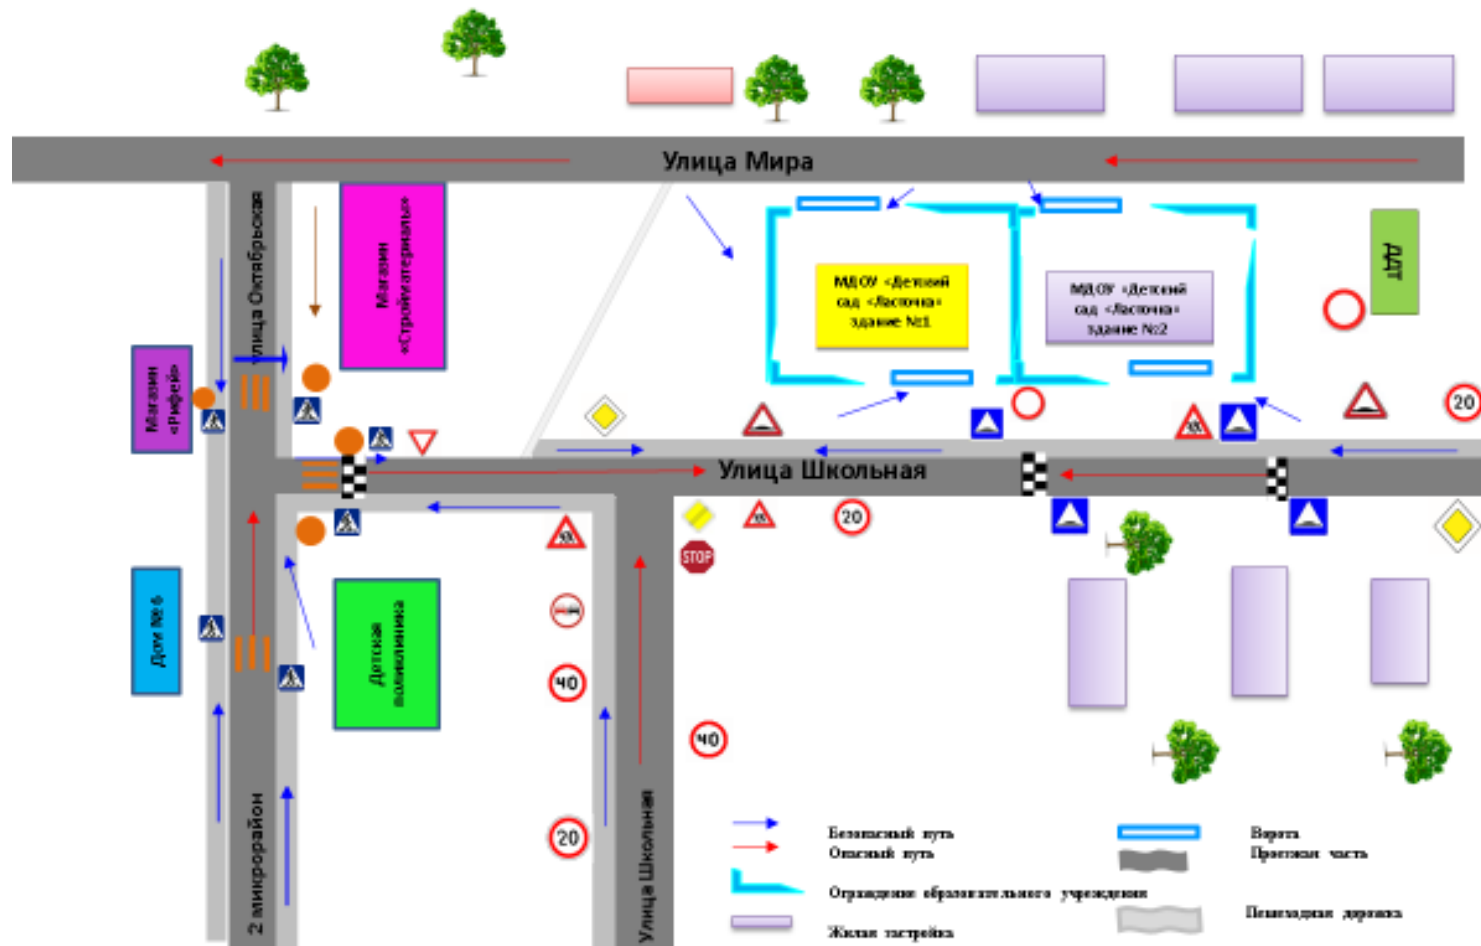 Улица Мира
улица Октябрьская
Магазин
«Стройматериалы»
МДОУ «Детский
сад «Ласточка»
здание №1
МДОУ «Детский
сад «Ласточка»
здание №2
ДДТ
Магазин
«Рифей»
20
Улица Школьная
20
STOP
Дом № 6
Детская
поликлиника
40
40
20
2 микрорайон
Улица Школьная
Безопасный путь
Опасный путь
Ограждение образовательного учреждения
Жилая застройка
Ворота
Проезжая часть
Пешеходная дорожка